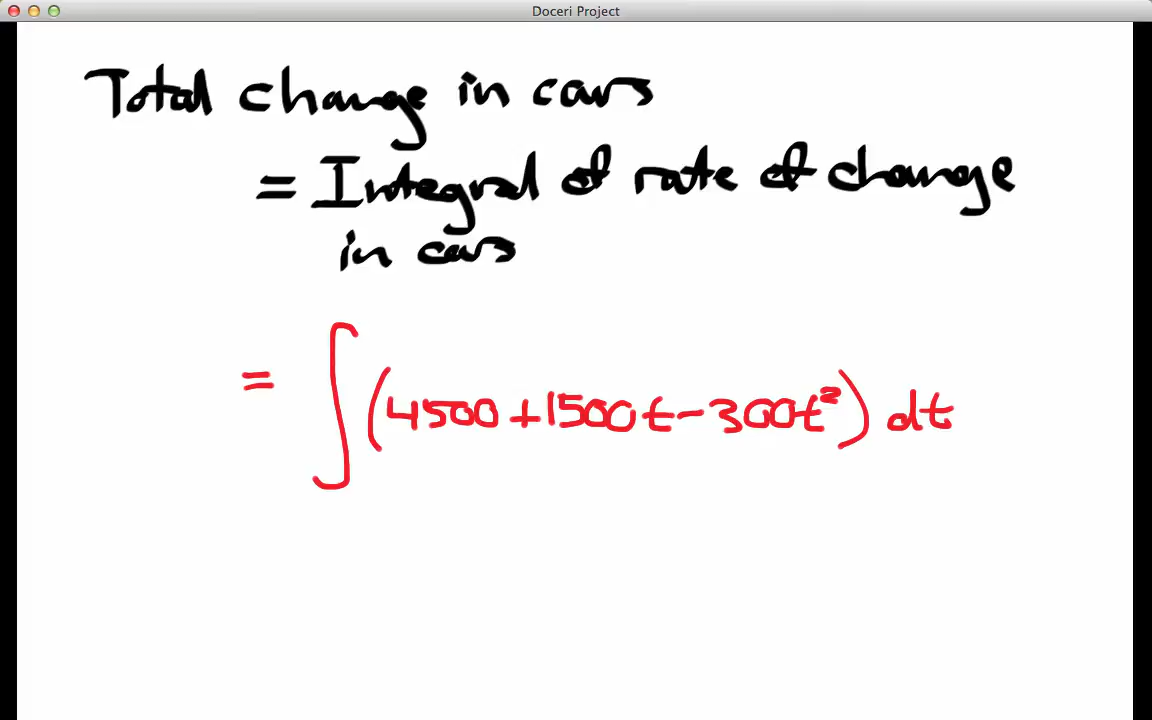 Doceri Project
Total change in cars
= Integral of rate of change
in cars
= ∫(4500+1500t-300t²) dt